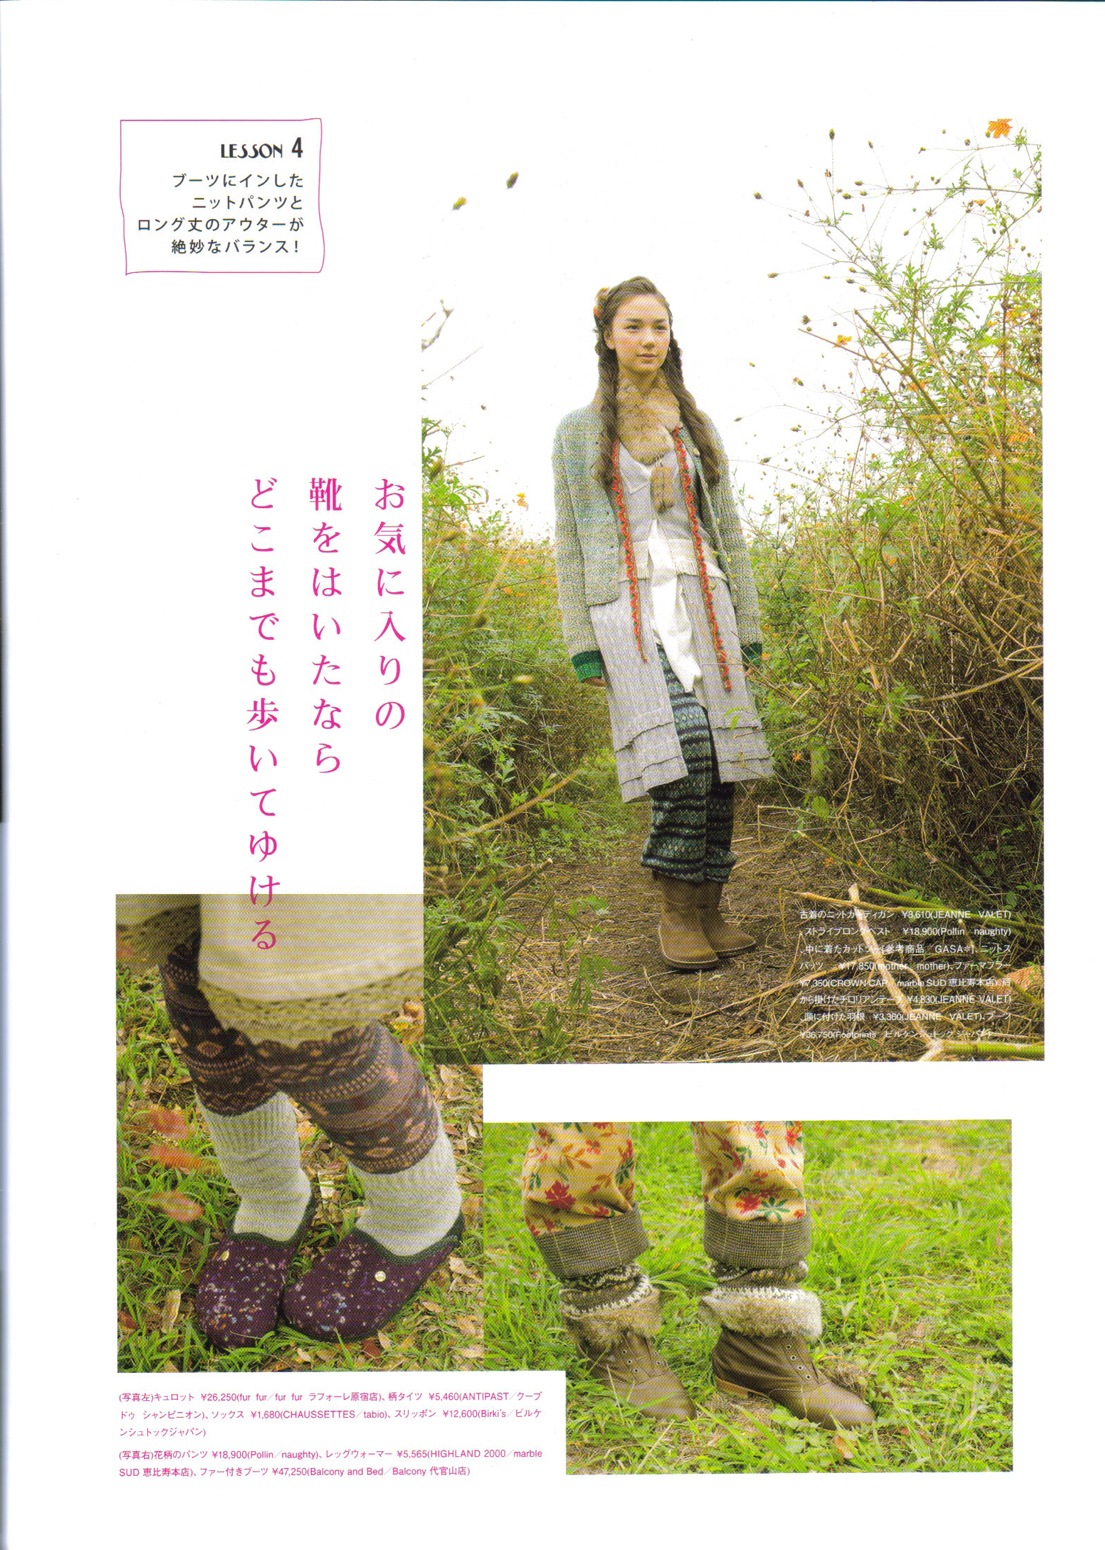 LESSON 4
ブーツにインした
ニットパンツと
ロング丈のアウターが
絶妙なバランス！
お気に入りの
靴をはいたなら
どこまでも歩いてゆける
古着のニットカーディガン ¥8,610(JEANNE VALET)
ストライプロングベスト ¥18,900(Pollin naughty)
中に着たカットソー[参考商品 GASA*]、ニットス
パッツ ¥17,850(mother mother)、ファーマフラー
¥7,350(CROWN CAP／marble SUD 恵比寿本店)、肩
から掛けたチロリアンテープ ¥4,830(JEANNE VALET)
頭に付けた羽根 ¥3,360(JEANNE VALET)、ブーツ
¥36,750(Footprints
(写真左)キュロット ¥26,250(fur fur／fur fur ラフォーレ原宿店)、柄タイツ ¥5,460(ANTIPAST／クープ
ドゥ シャンピニオン)、ソックス ¥1,680(CHAUSSETTES／tabio)、スリッポン ¥12,600(Birki's／ビルケ
ンシュトックジャパン)
(写真右)花柄のパンツ ¥18,900(Pollin／naughty)、レッグウォーマー ¥5,565(HIGHLAND 2000／marble
SUD 恵比寿本店)、ファー付きブーツ ¥47,250(Balcony and Bed／Balcony 代官山店)